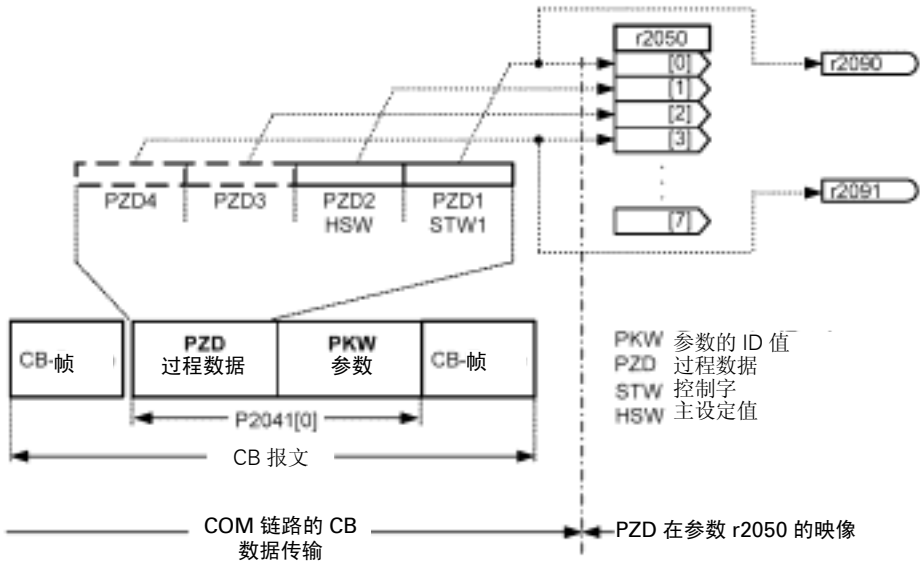 r2050
[0]
r2090
[1]
[2]
[3]
PZD4 PZD3 PZD2 PZD1
HSW STW1
r2091
[7]
CB-帧 PZD PKW CB-帧
过程数据 参数
P2041[0]
CB 报文
PKW 参数的 ID 值
PZD 过程数据
STW 控制字
HSW 主设定值
COM 链路的 CB
数据传输
PZD 在参数 r2050 的映像